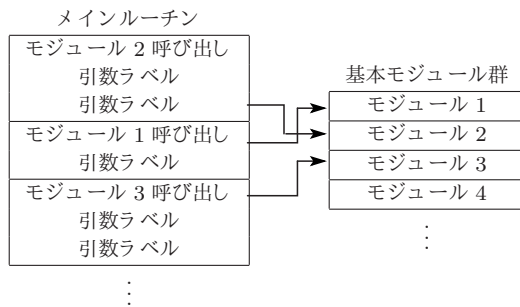 メインルーチン
モジュール 2 呼び出し
引数ラベル
引数ラベル
モジュール 1 呼び出し
引数ラベル
モジュール 3 呼び出し
引数ラベル
引数ラベル
⋮
基本モジュール群
モジュール 1
モジュール 2
モジュール 3
モジュール 4
⋮